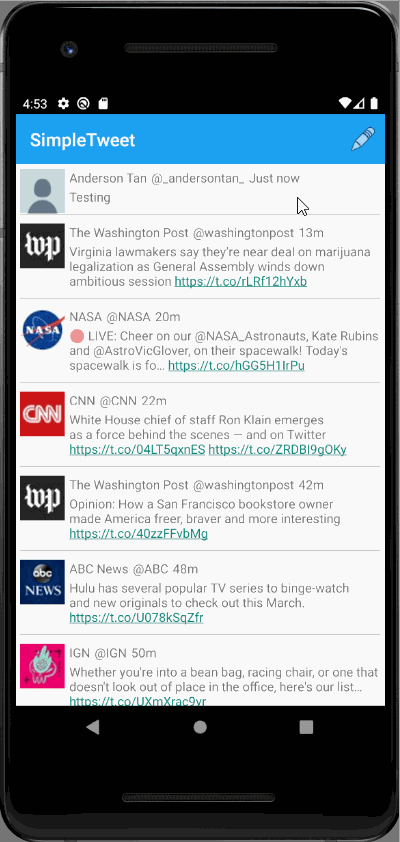 4:53
SimpleTweet
Anderson Tan @_andersontan_ Just now
Testing
wp
The Washington Post @washingtonpost 13m
Virginia lawmakers say they're near deal on marijuana
legalization as General Assembly winds down
ambitious session https://t.co/rLRf12hYxb
NASA
NASA @NASA 20m
🔴 LIVE: Cheer on our @NASA_Astronauts, Kate Rubins
and @AstroVicGlover, on their spacewalk! Today's
spacewalk is fo... https://t.co/hGG5H1IrPu
CNN
CNN @CNN 22m
White House chief of staff Ron Klain emerges
as a force behind the scenes — and on Twitter
https://t.co/04LT5qxnES https://t.co/ZRDBI9gOKy
wp
The Washington Post @washingtonpost 42m
Opinion: How a San Francisco bookstore owner
made America freer, braver and more interesting
https://t.co/40zzFFvbMg
abc
NEWS
ABC News @ABC 48m
Hulu has several popular TV series to binge-watch
and new originals to check out this March.
https://t.co/U078kSqZfr
IGN @IGN 50m
Whether you're into a bean bag, racing chair, or one that
doesn't look out of place in the office, here's our list...
https://t.co/UXmXrac9yr